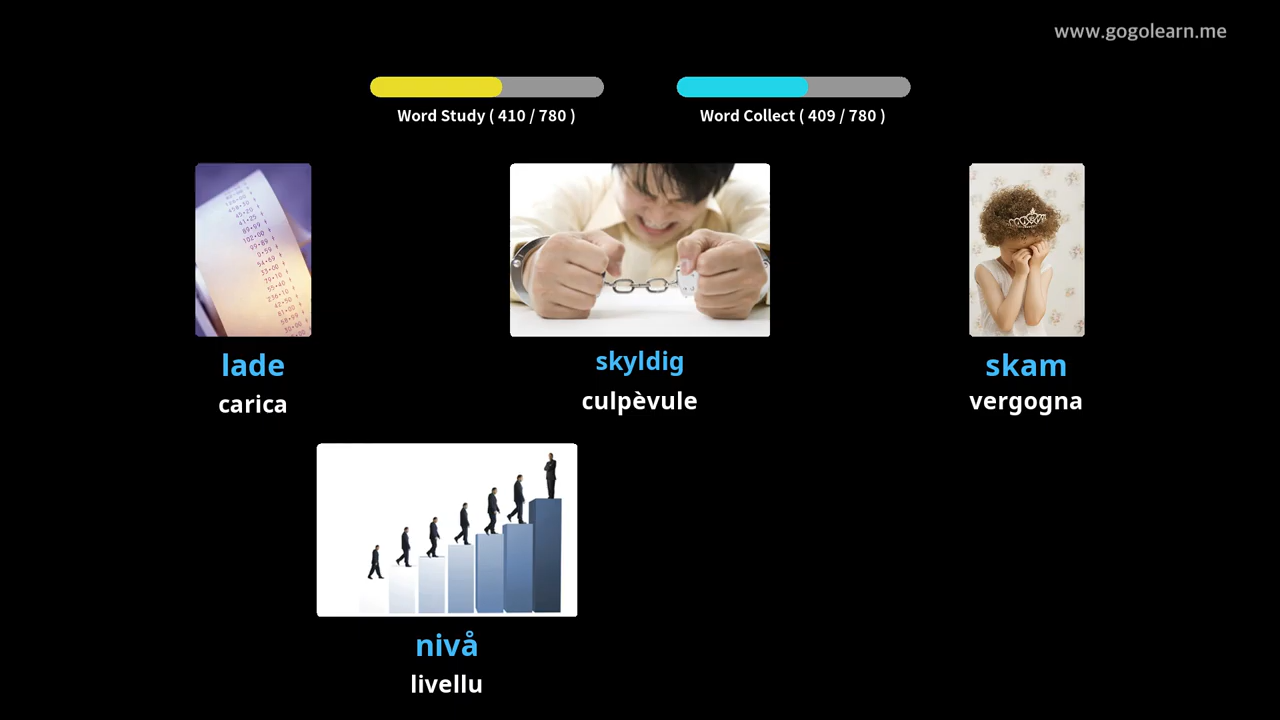 www.gogolearn.me
Word Study ( 410 / 780 )
Word Collect ( 409 / 780 )
lade
carica
skyldig
culpèvule
skam
vergogna
nivå
livellu